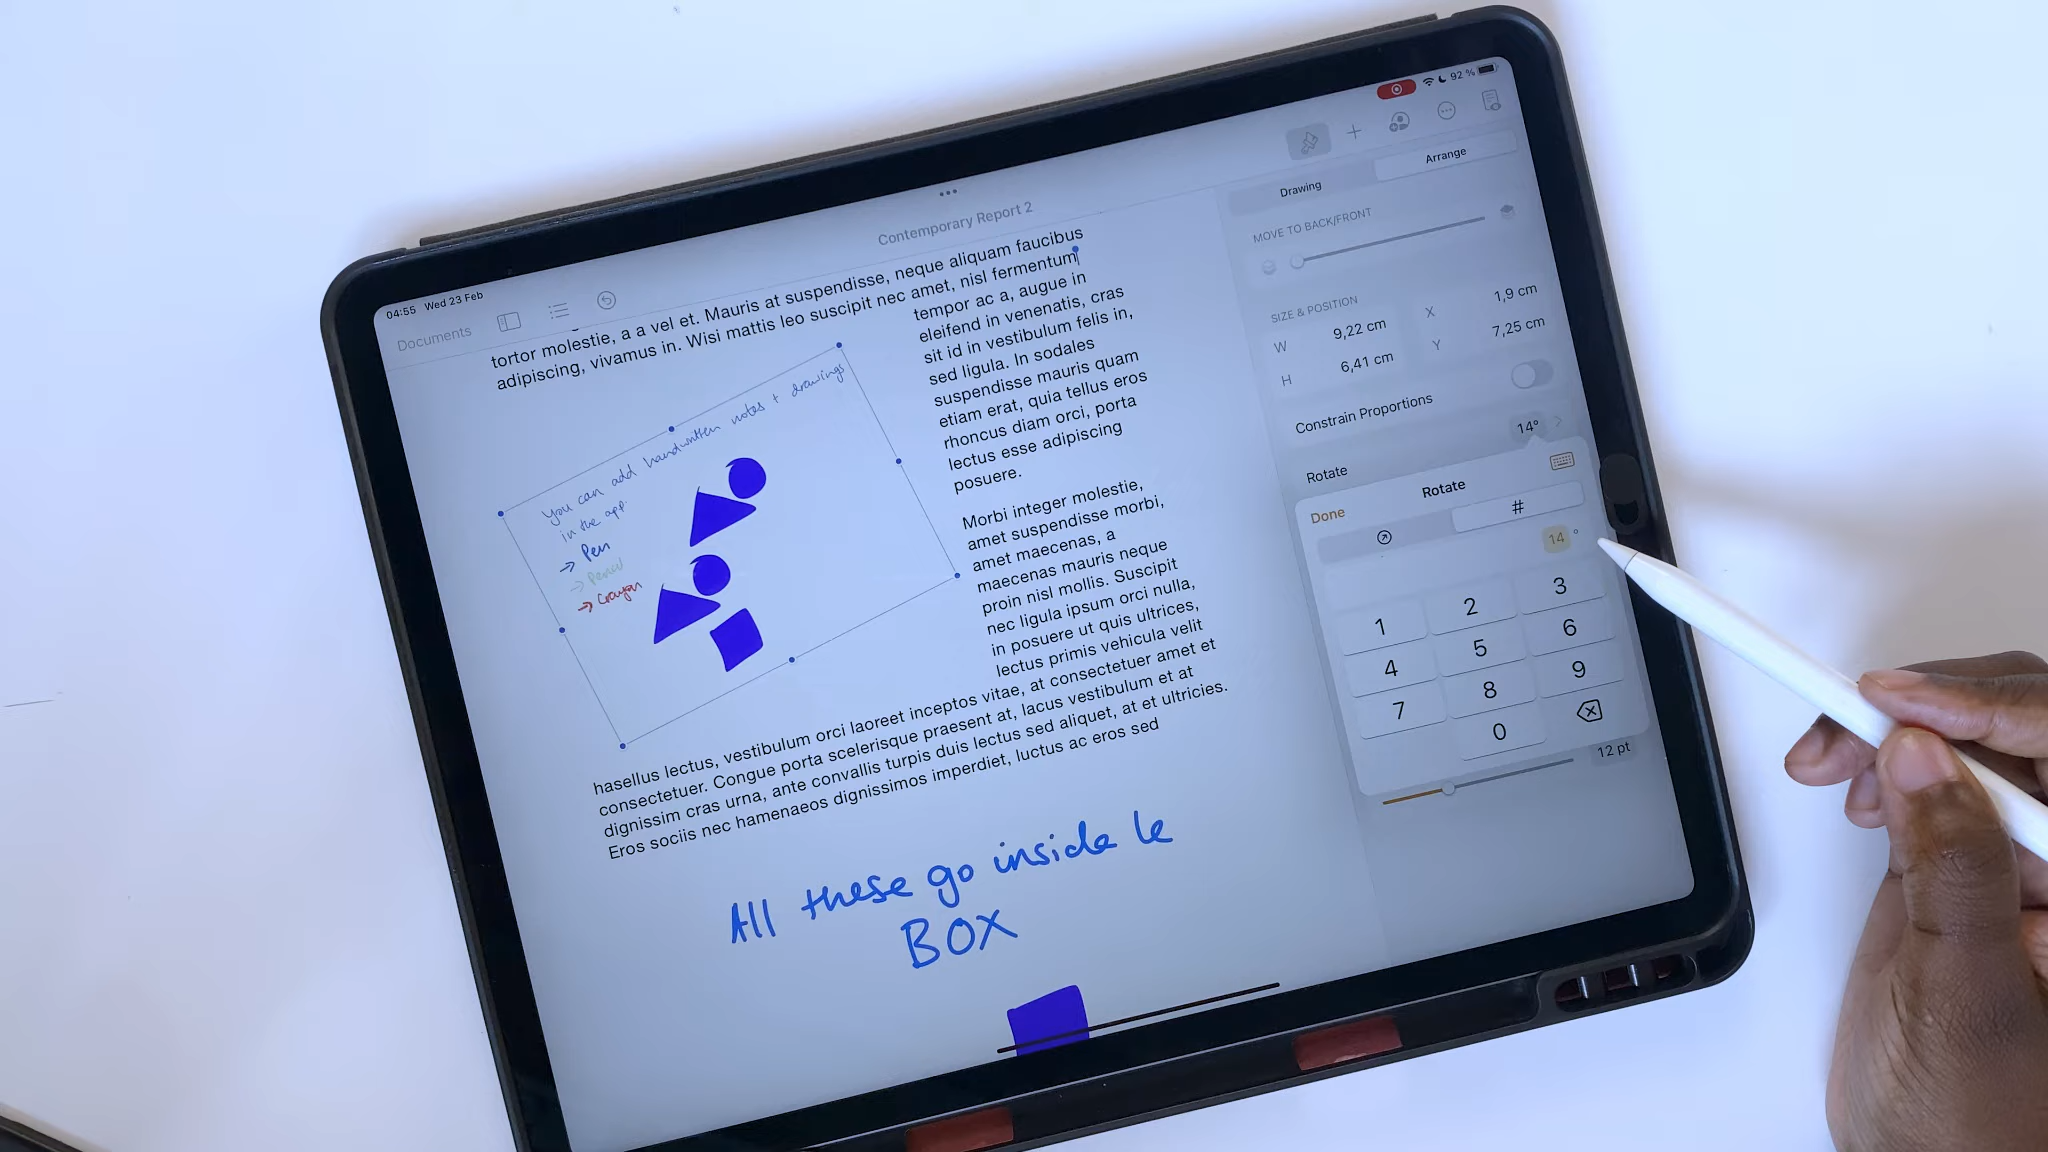 04:55 Wed 23 Feb
92 %
Documents
Contemporary Report 2
tortor molestie, a a vel et. Mauris at suspendisse, neque aliquam faucibus
adipiscing, vivamus in. Wisi mattis leo suscipit nec amet, nisl fermentum
tempor ac a, augue in
eleifend in venenatis, cras
sit id in vestibulum felis in,
sed ligula. In sodales
suspendisse mauris quam
etiam erat, quia tellus eros
rhoncus diam orci, porta
lectus esse adipiscing
posuere.
You can add handwritten notes + drawings
in the app.
→ Pen
→ Pencil
→ Crayon
Morbi integer molestie,
amet suspendisse morbi,
amet maecenas, a
maecenas mauris neque
proin nisl mollis. Suscipit
nec ligula ipsum orci nulla,
in posuere ut quis ultrices,
lectus primis vehicula velit
hasellus lectus, vestibulum orci laoreet inceptos vitae, at consectetuer amet et
consectetuer. Congue porta scelerisque praesent at, lacus vestibulum et at
dignissim cras urna, ante convallis turpis duis lectus sed aliquet, at et ultricies.
Eros sociis nec hamenaeos dignissimos imperdiet, luctus ac eros sed
All these go inside le
BOX
Drawing
Arrange
MOVE TO BACK/FRONT
SIZE & POSITION
W 9,22 cm X 1,9 cm
H 6,41 cm Y 7,25 cm
Constrain Proportions
Rotate 14°
Done Rotate
#
14 °
1 2 3
4 5 6
7 8 9
0
12 pt